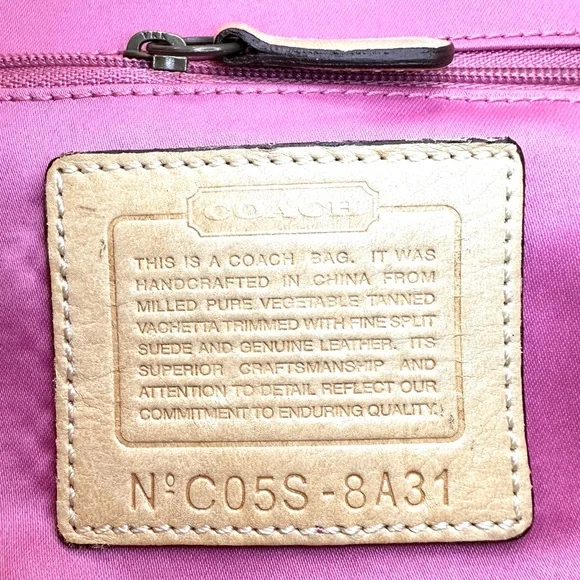 YKK
COACH
THIS IS A COACH BAG. IT WAS
HANDCRAFTED IN CHINA FROM
MILLED PURE VEGETABLE TANNED
VACHETTA TRIMMED WITH FINE SPLIT
SUEDE AND GENUINE LEATHER. ITS
SUPERIOR CRAFTSMANSHIP AND
ATTENTION TO DETAIL REFLECT OUR
COMMITMENT TO ENDURING QUALITY.
Nº C05S-8A31